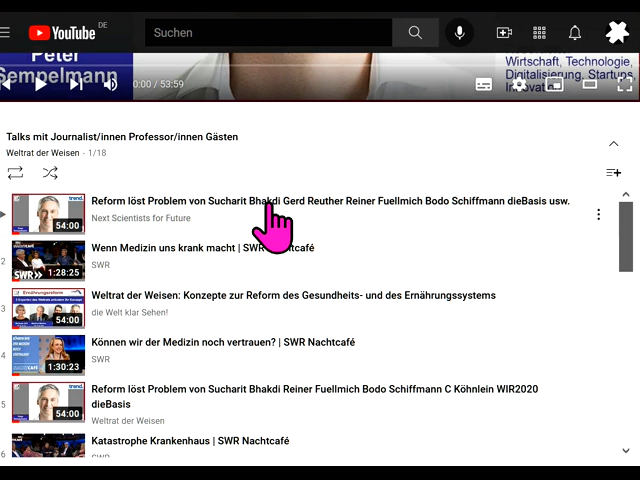 YouTube DE
Suchen
Peter
Sempelmann
Wirtschaft, Technologie,
Digitalisierung, Startups,
0:00 / 53:59
Talks mit Journalist/innen Professor/innen Gästen
Weltrat der Weisen - 1/18
Reform löst Problem von Sucharit Bhakdi Gerd Reuther Reiner Fuellmich Bodo Schiffmann dieBasis usw.
Next Scientists for Future
54:00
2
Wenn Medizin uns krank macht | SWR Nachtcafé
SWR
SWR»
1:28:25
3
Weltrat der Weisen: Konzepte zur Reform des Gesundheits- und des Ernährungssystems
die Welt klar Sehen!
Ernährungsreform
54:00
4
Können wir der Medizin noch vertrauen? | SWR Nachtcafé
SWR
1:30:23
5
Reform löst Problem von Sucharit Bhakdi Reiner Fuellmich Bodo Schiffmann C Köhnlein WIR2020
dieBasis
Weltrat der Weisen
trend.
54:00
6
Katastrophe Krankenhaus | SWR Nachtcafé
SWR